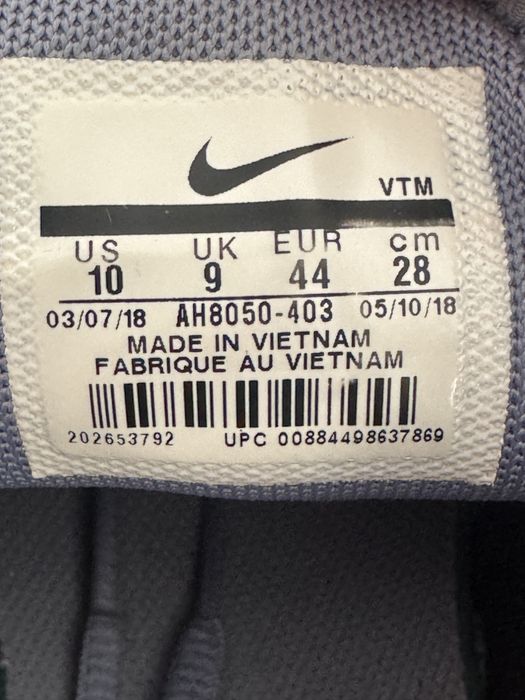 VTM
US UK EUR cm
10 9 44 28
03/07/18 AH8050-403 05/10/18
MADE IN VIETNAM
FABRIQUE AU VIETNAM
202653792 UPC 00884498637869